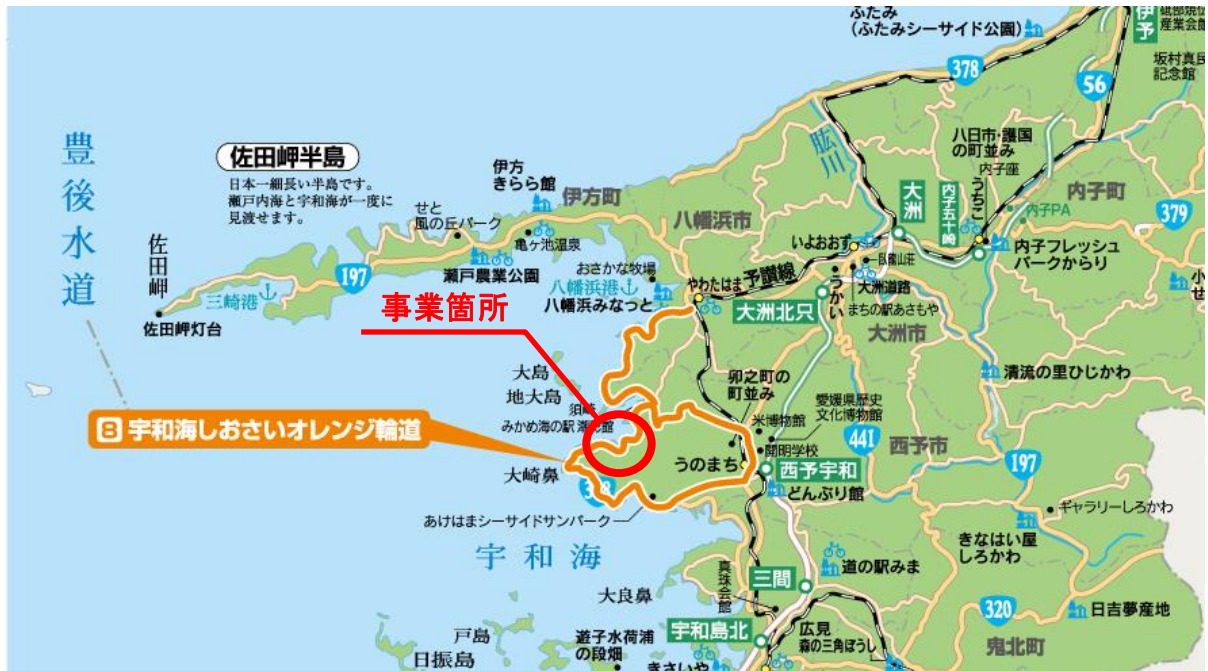 ふたみ
(ふたみシーサイド公園)
伊予
砥部焼伝
産業会館
坂村真民
記念館
378
56
豊後水道
佐田岬半島
日本一細長い半島です。
瀬戸内海と宇和海が一度に
見渡せます。
伊方
きらら館
伊方町
肱川
八日市・護国
の町並み
内子座
うちこ
内子町
内子PA
379
大洲
内子五十崎
八幡浜市
せと
風の丘パーク
亀ヶ池温泉
いよおおず
臥龍山荘
内子フレッシュ
パークからり
佐田岬
197
瀬戸農業公園
おさかな牧場
八幡浜港
八幡浜みなっと
やわたはま
予讃線
うかい
大洲道路
まちの駅あさもや
三崎港
佐田岬灯台
事業箇所
大洲北只
大洲市
大島
地大島
須崎
みかめ海の駅
卯之町の
町並み
愛媛県歴史
文化博物館
米博物館
開明学校
清流の里ひじかわ
8 宇和海しおさいオレンジ輪道
441
西予市
197
大崎鼻
うのまち
西予宇和
どんぶり館
ギャラリーしろかわ
あけはまシーサイドサンパーク
きなはい屋
しろかわ
宇和海
真珠会館
三間
道の駅みま
大良鼻
320
日吉夢産地
戸島
日振島
遊子水荷浦
の段畑
宇和島北
広見
森の三角ぼうし
鬼北町
きさいや